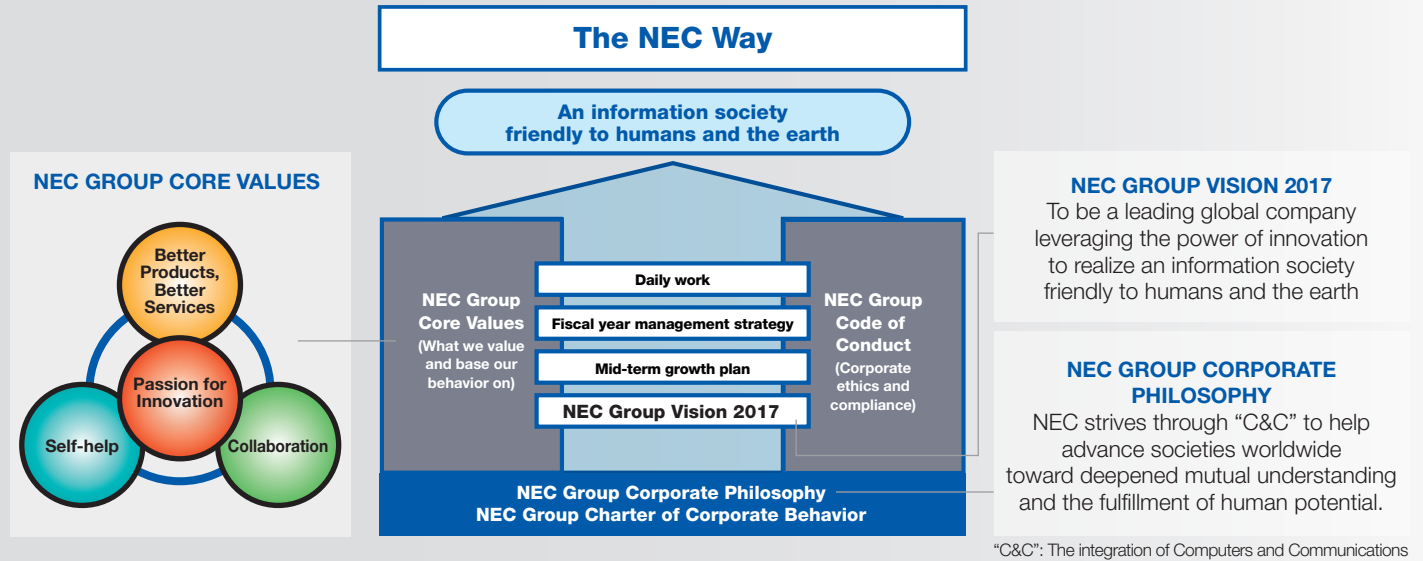 The NEC Way
An information society
friendly to humans and the earth
NEC GROUP CORE VALUES
Better
Products,
Better
Services
Passion for
Innovation
Self-help
Collaboration
NEC Group
Core Values
(What we value
and base our
behavior on)
Daily work
Fiscal year management strategy
Mid-term growth plan
NEC Group Vision 2017
NEC Group
Code of
Conduct
(Corporate
ethics and
compliance)
NEC Group Corporate Philosophy
NEC Group Charter of Corporate Behavior
NEC GROUP VISION 2017
To be a leading global company
leveraging the power of innovation
to realize an information society
friendly to humans and the earth
NEC GROUP CORPORATE
PHILOSOPHY
NEC strives through “C&C” to help
advance societies worldwide
toward deepened mutual understanding
and the fulfillment of human potential.
“C&C”: The integration of Computers and Communications